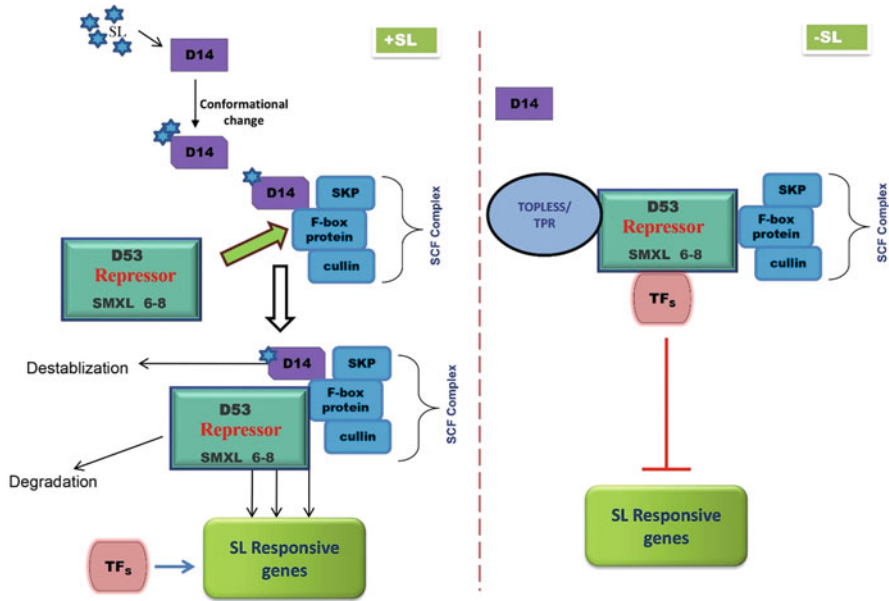 SL
D14
+SL
Conformational
change
D14
D14
SKP
F-box
protein
cullin
SCF Complex
D53
Repressor
SMXL 6-8
Destablization
D14
SKP
F-box
protein
cullin
SCF Complex
D53
Repressor
SMXL 6-8
Degradation
TFs
SL Responsive
genes
-SL
D14
TOPLESS/
TPR
D53
Repressor
SMXL 6-8
SKP
F-box
protein
cullin
SCF Complex
TFs
SL Responsive
genes